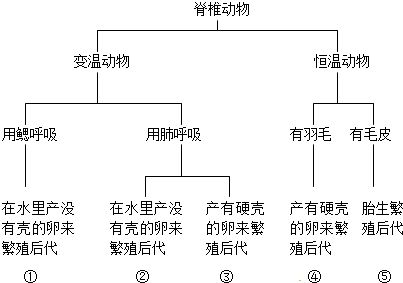 脊椎动物
变温动物 恒温动物
用鳃呼吸 用肺呼吸 有羽毛 有毛皮
在水里产没 在水里产没 产有硬壳 产有硬壳 胎生繁
有壳的卵来 有壳的卵来 的卵来繁 的卵来繁 殖后代
繁殖后代 繁殖后代 殖后代 殖后代
① ② ③ ④ ⑤